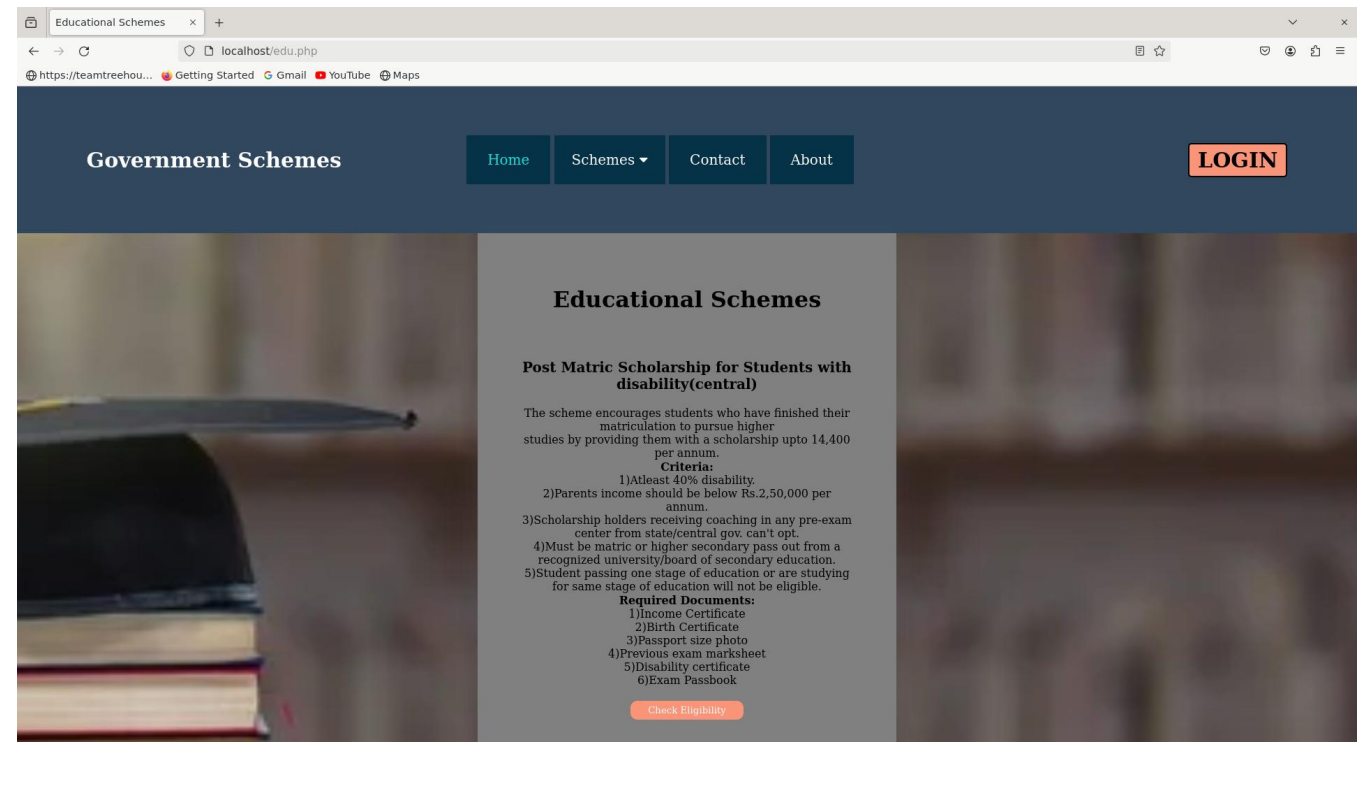 Educational Schemes
localhost/edu.php
https://teamtreehou... Getting Started Gmail YouTube Maps
Government Schemes
Home Schemes Contact About
LOGIN
Educational Schemes
Post Matric Scholarship for Students with
disability(central)
The scheme encourages students who have finished their
matriculation to pursue higher
studies by providing them with a scholarship upto 14,400
per annum.
Criteria:
1)Atleast 40% disability.
2)Parents income should be below Rs.2,50,000 per
annum.
3)Scholarship holders receiving coaching in any pre-exam
center from state/central gov. can't opt.
4)Must be matric or higher secondary pass out from a
recognized university/board of secondary education.
5)Student passing one stage of education or are studying
for same stage of education will not be eligible.
Required Documents:
1)Income Certificate
2)Birth Certificate
3)Passport size photo
4)Previous exam marksheet
5)Disability certificate
6)Exam Passbook
Check Eligibility